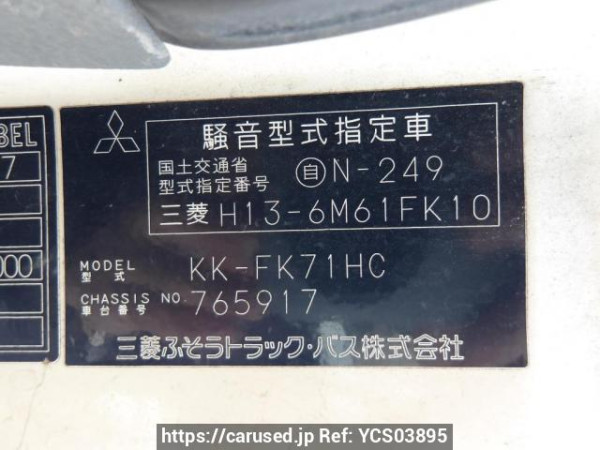 BEL
7
000
騒音型式指定車
国土交通省
型式指定番号 自N-249
三菱 H13-6M61FK10
MODEL
型式 KK-FK71HC
CHASSIS NO.
車台番号 765917
三菱ふそうトラック・バス株式会社
https://carused.jp Ref: YCS03895